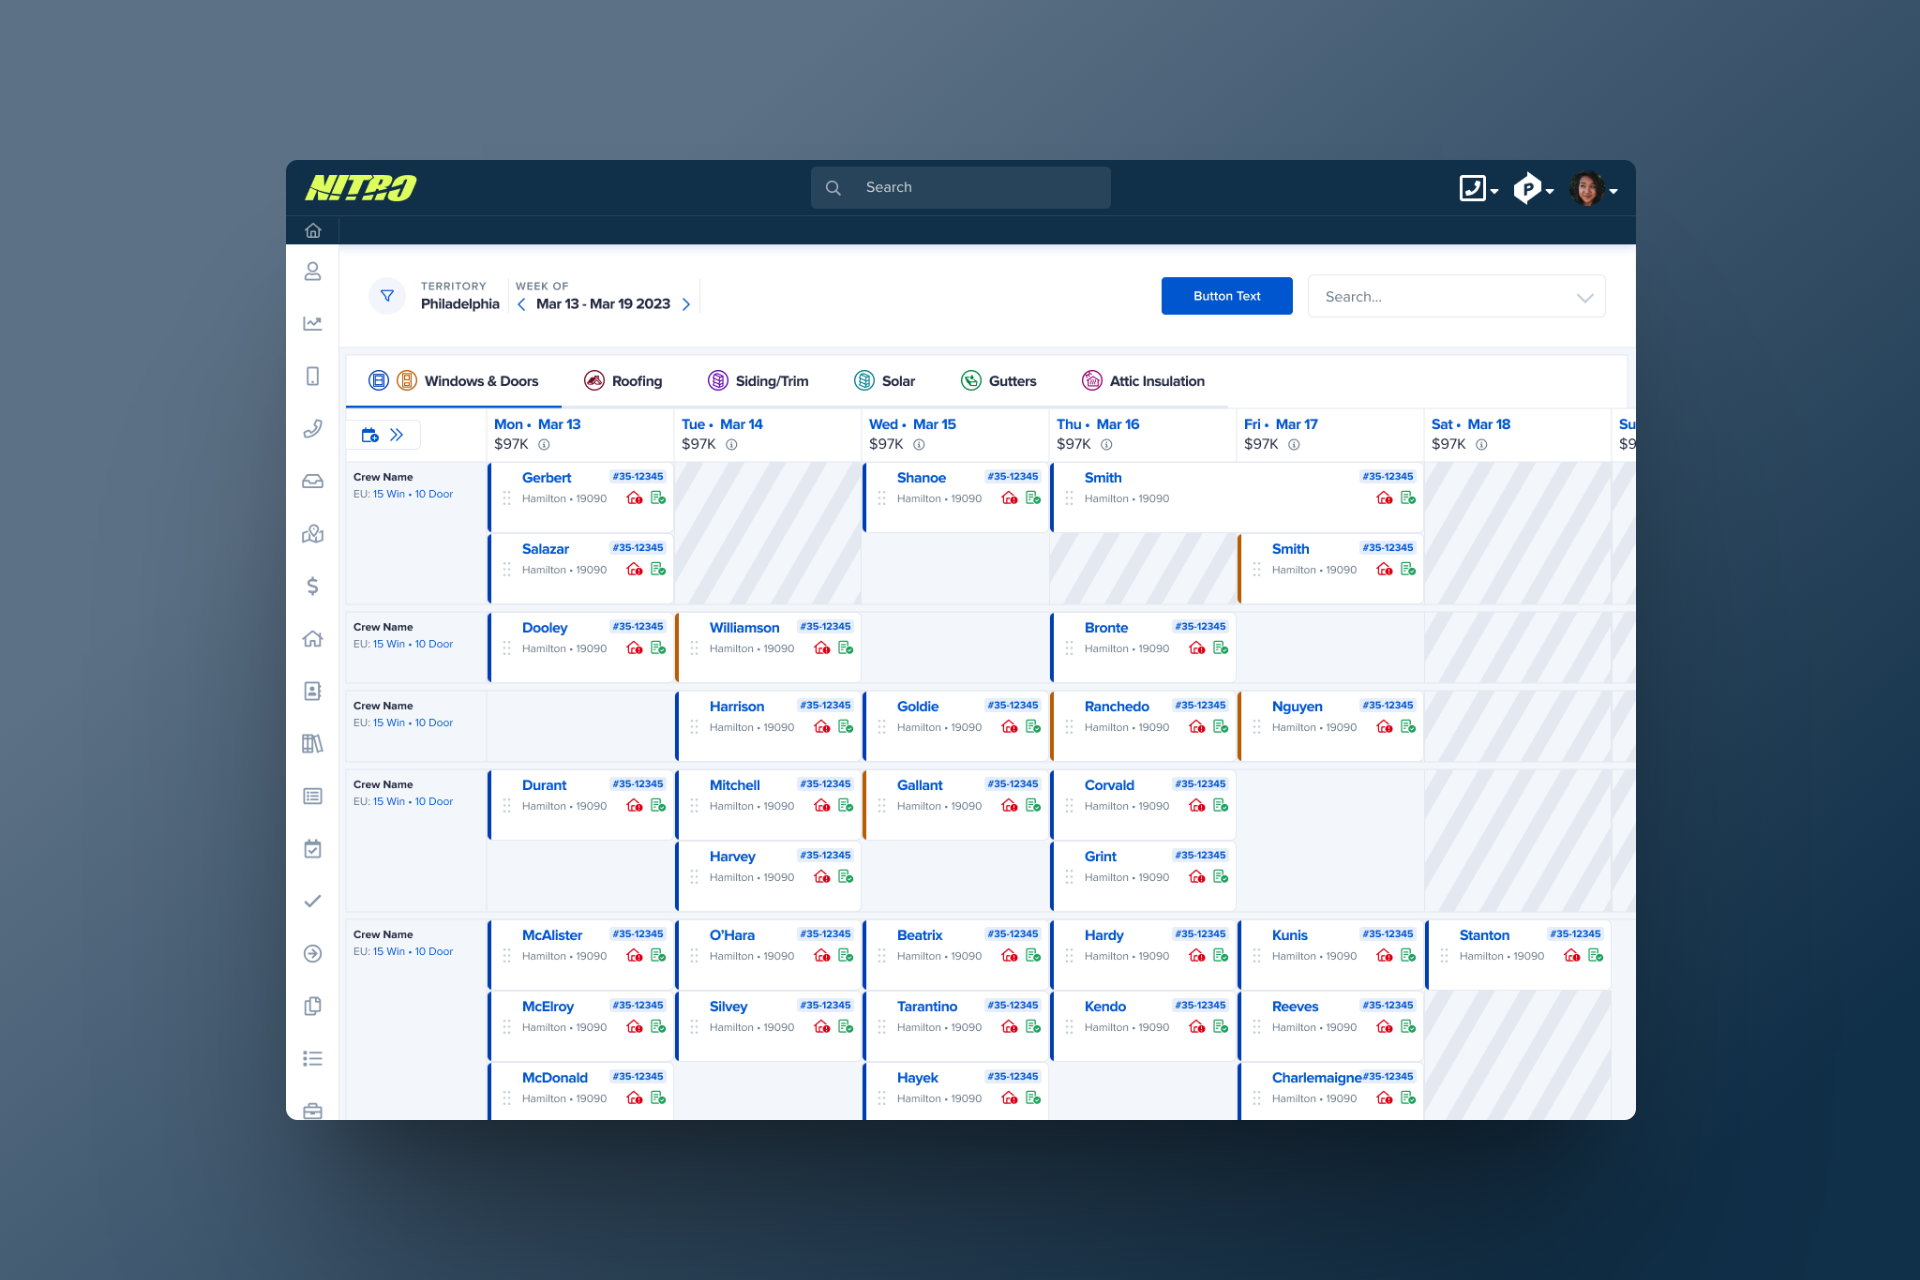 NITRO
Search
TERRITORY
Philadelphia
WEEK OF
Mar 13 - Mar 19 2023
Button Text
Search...
Windows & Doors
Roofing
Siding/Trim
Solar
Gutters
Attic Insulation
Mon • Mar 13
$97K
Tue • Mar 14
$97K
Wed • Mar 15
$97K
Thu • Mar 16
$97K
Fri • Mar 17
$97K
Sat • Mar 18
$97K
Su
$9
Crew Name
EU: 15 Win • 10 Door
Gerbert #35-12345
Hamilton • 19090
Shanoe #35-12345
Hamilton • 19090
Smith #35-12345
Hamilton • 19090
Salazar #35-12345
Hamilton • 19090
Smith #35-12345
Hamilton • 19090
Crew Name
EU: 15 Win • 10 Door
Dooley #35-12345
Hamilton • 19090
Williamson #35-12345
Hamilton • 19090
Bronte #35-12345
Hamilton • 19090
Crew Name
EU: 15 Win • 10 Door
Harrison #35-12345
Hamilton • 19090
Goldie #35-12345
Hamilton • 19090
Ranchedo #35-12345
Hamilton • 19090
Nguyen #35-12345
Hamilton • 19090
Crew Name
EU: 15 Win • 10 Door
Durant #35-12345
Hamilton • 19090
Mitchell #35-12345
Hamilton • 19090
Gallant #35-12345
Hamilton • 19090
Corvald #35-12345
Hamilton • 19090
Harvey #35-12345
Hamilton • 19090
Grint #35-12345
Hamilton • 19090
Crew Name
EU: 15 Win • 10 Door
McAlister #35-12345
Hamilton • 19090
O'Hara #35-12345
Hamilton • 19090
Beatrix #35-12345
Hamilton • 19090
Hardy #35-12345
Hamilton • 19090
Kunis #35-12345
Hamilton • 19090
Stanton #35-12345
Hamilton • 19090
McElroy #35-12345
Hamilton • 19090
Silvey #35-12345
Hamilton • 19090
Tarantino #35-12345
Hamilton • 19090
Kendo #35-12345
Hamilton • 19090
Reeves #35-12345
Hamilton • 19090
McDonald #35-12345
Hamilton • 19090
Hayek #35-12345
Hamilton • 19090
Charlemaigne #35-12345
Hamilton • 19090